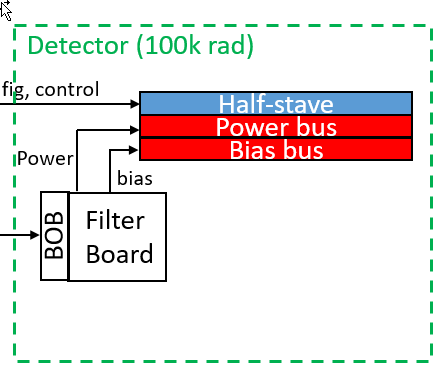 Detector (100k rad)
fig, control
Half-stave
Power bus
Bias bus
Power
bias
BOB
Filter
Board